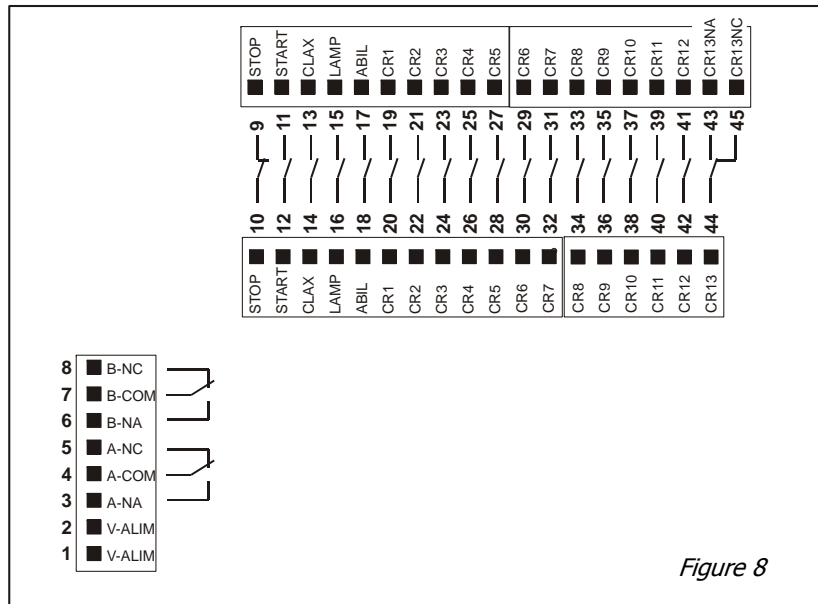 STOP START CLAX LAMP ABIL CR1 CR2 CR3 CR4 CR5 CR6 CR7 CR8 CR9 CR10 CR11 CR12 CR13NA CR13NC
9 11 13 15 17 19 21 23 25 27 29 31 33 35 37 39 41 43 45
10 12 14 16 18 20 22 24 26 28 30 32 34 36 38 40 42 44
STOP START CLAX LAMP ABIL CR1 CR2 CR3 CR4 CR5 CR6 CR7 CR8 CR9 CR10 CR11 CR12 CR13
8 B-NC
7 B-COM
6 B-NA
5 A-NC
4 A-COM
3 A-NA
2 V-ALIM
1 V-ALIM
Figure 8